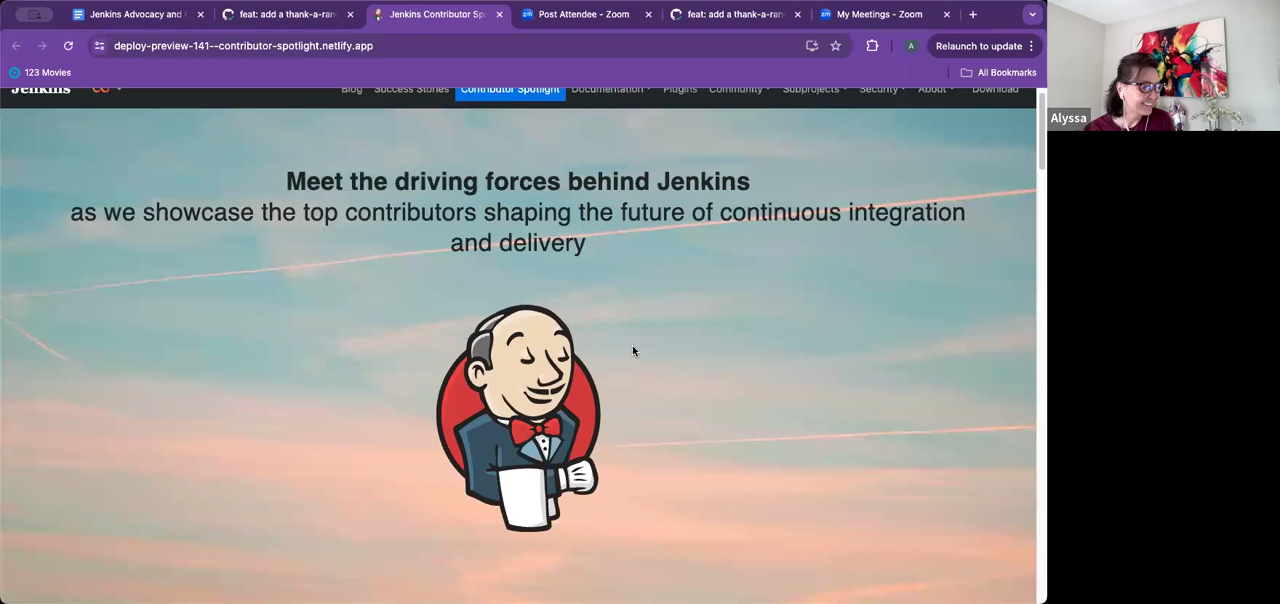 Jenkins Advocacy and
feat: add a thank-a-ran
Jenkins Contributor Sp
Post Attendee - Zoom
feat: add a thank-a-ran
My Meetings - Zoom
deploy-preview-141--contributor-spotlight.netlify.app
A
Relaunch to update
123 Movies
All Bookmarks
Jenkins
Blog Success Stories Contributor Spotlight Documentation Plugins Community Subprojects Security About Download
Meet the driving forces behind Jenkins
as we showcase the top contributors shaping the future of continuous integration
and delivery
Alyssa